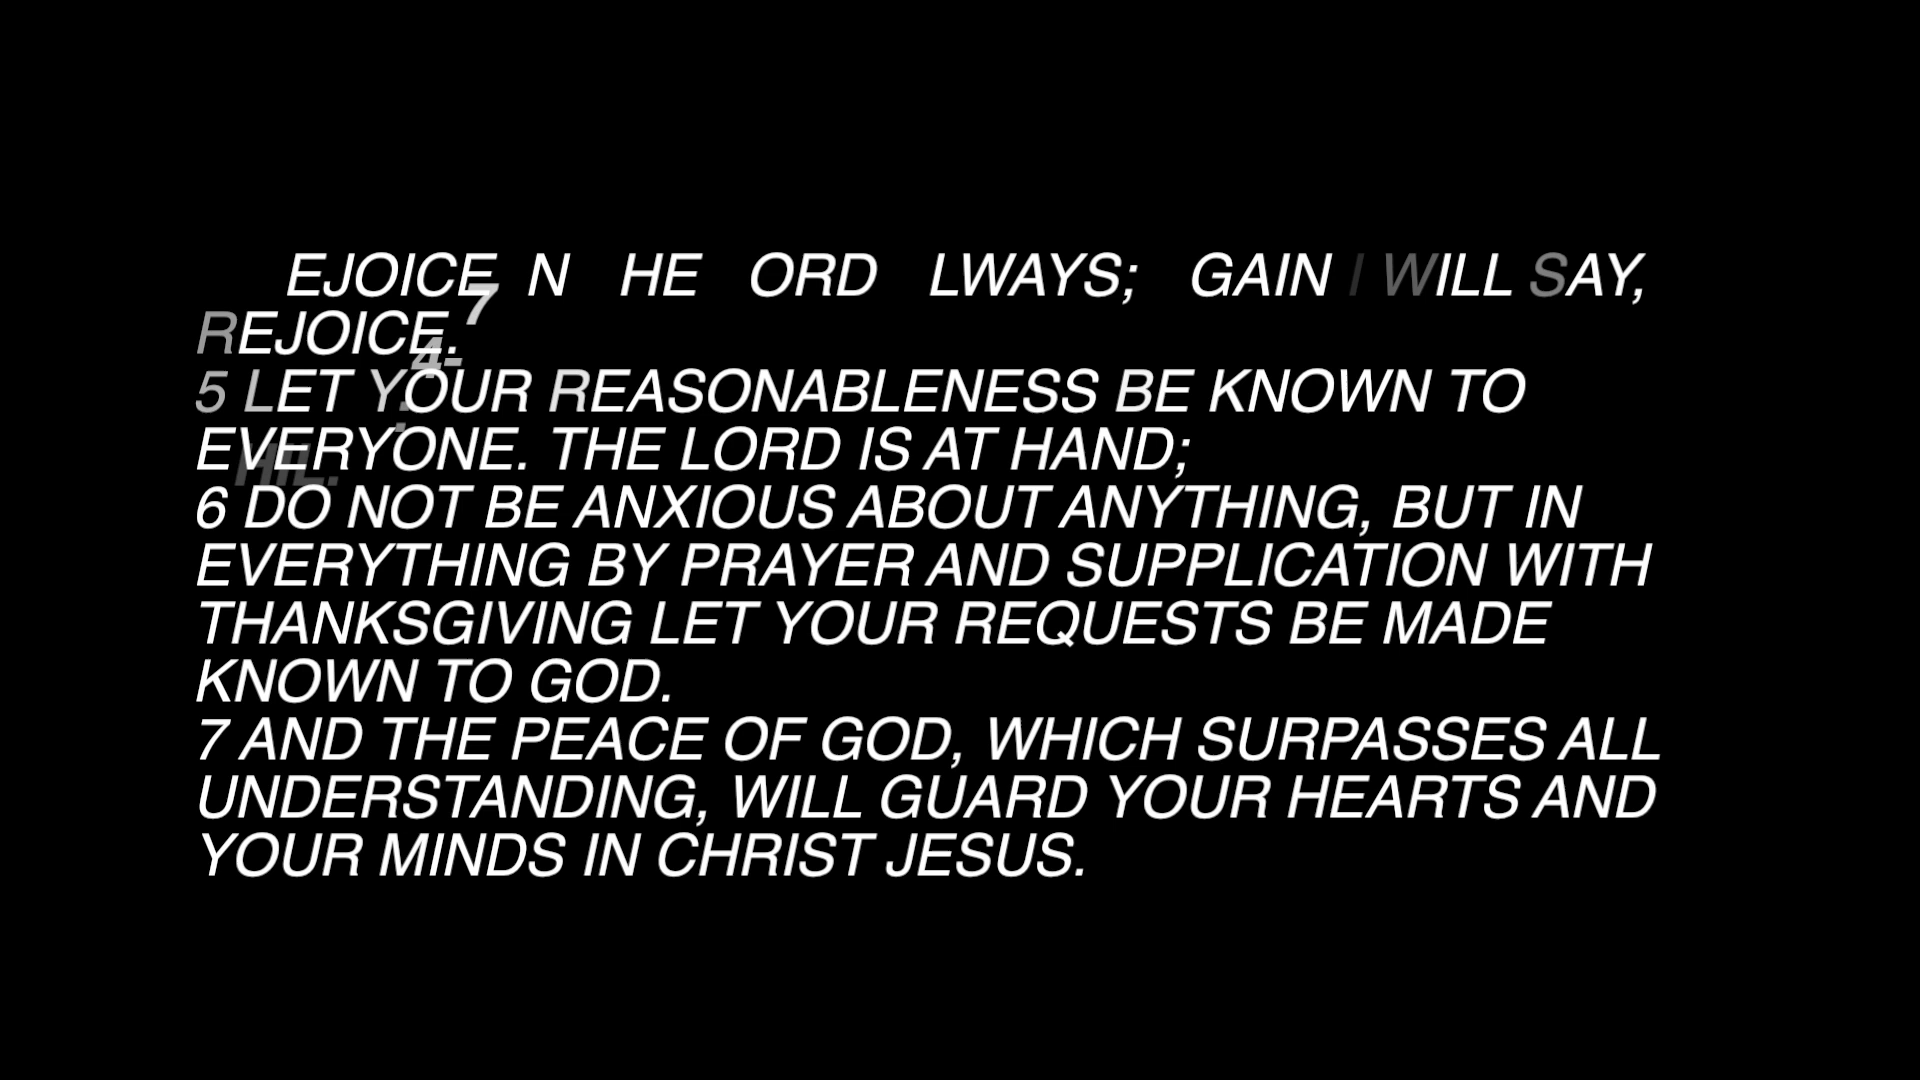 EJOICE N HE ORD LWAYS; GAIN I WILL SAY,
REJOICE.
5 LET YOUR REASONABLENESS BE KNOWN TO
EVERYONE. THE LORD IS AT HAND;
6 DO NOT BE ANXIOUS ABOUT ANYTHING, BUT IN
EVERYTHING BY PRAYER AND SUPPLICATION WITH
THANKSGIVING LET YOUR REQUESTS BE MADE
KNOWN TO GOD.
7 AND THE PEACE OF GOD, WHICH SURPASSES ALL
UNDERSTANDING, WILL GUARD YOUR HEARTS AND
YOUR MINDS IN CHRIST JESUS.
7
4-
: